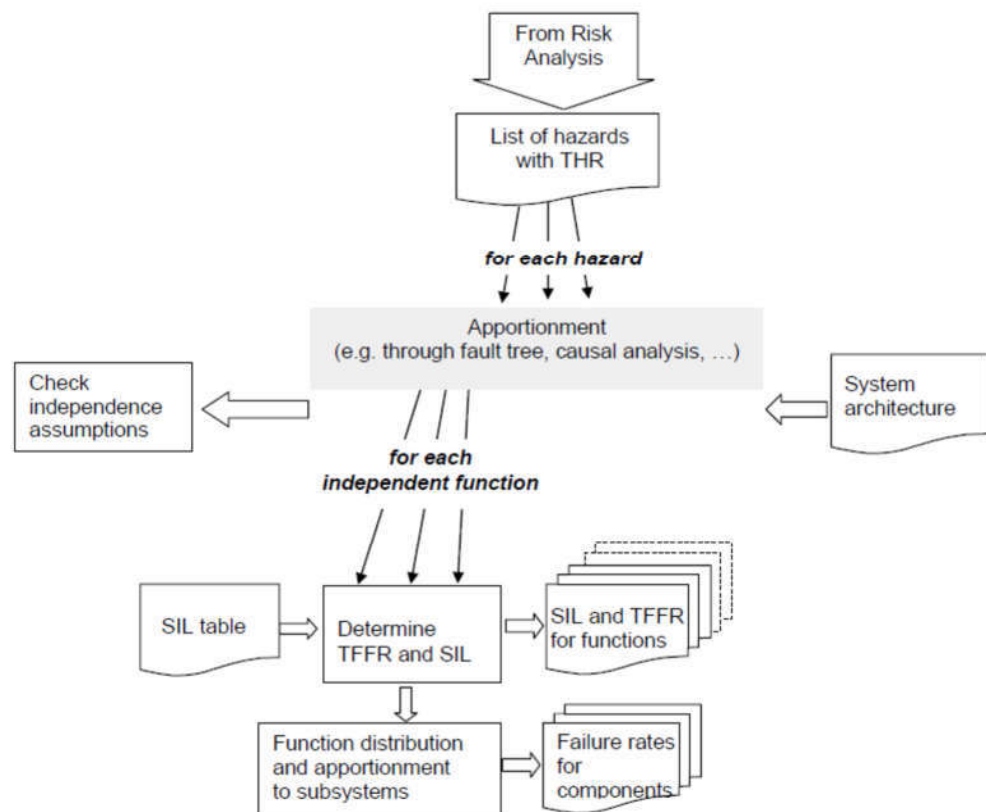 From Risk
Analysis
List of hazards
with THR
for each hazard
Apportionment
(e.g. through fault tree, causal analysis, ...)
Check
independence
assumptions
System
architecture
for each
independent function
SIL table
Determine
TFFR and SIL
SIL and TFFR
for functions
Function distribution
and apportionment
to subsystems
Failure rates
for
components